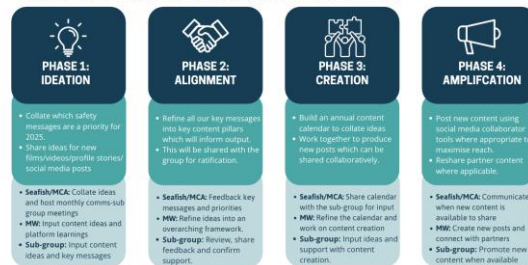 PHASE 1:
IDEATION
• Collate which safety
messages are a priority for
2025.
• Share ideas for new
films/videos/profile stories/
social media posts
• Seafish/MCA: Collate ideas
and host monthly comms-sub
group meetings
• MW: Input content ideas and
platform learnings
• Sub-group: Input content
ideas and key messages
PHASE 2:
ALIGNMENT
• Refine all our key messages
into key content pillars
which will inform output.
• This will be shared with the
group for ratification.
• Seafish/MCA: Feedback key
messages and priorities
• MW: Refine ideas into an
overarching framework.
• Sub-group: Review, share
feedback and confirm
support.
PHASE 3:
CREATION
• Build an annual content
calendar to collate ideas
• Work together to produce
new posts which can be
shared collaboratively.
• Seafish/MCA: Share calendar
with the sub-group for input
• MW: Refine the calendar and
work on content creation
• Sub-group: Input ideas and
support with content
creation.
PHASE 4:
AMPLIFCATION
• Post new content using
social media collaborator
tools where appropriate to
maximise reach.
• Reshare partner content
where applicable.
• Seafish/MCA: Communicate
when new content is
available to share
• MW: Create new posts and
connect with partners
• Sub-group: Promote new
content when available